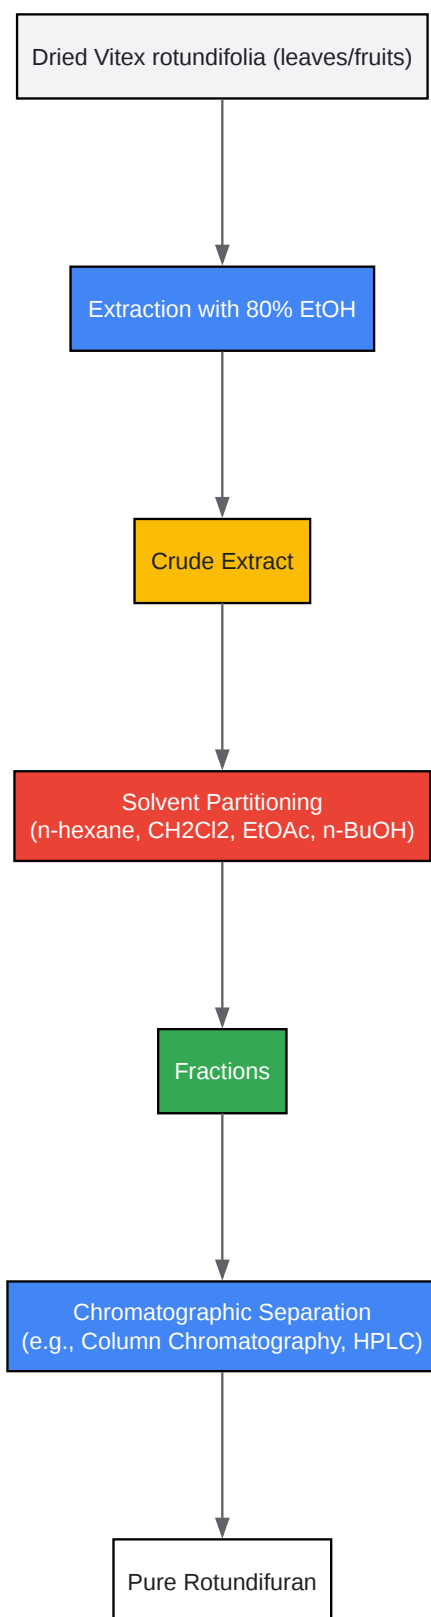 Dried Vitex rotundifolia (leaves/fruits)
Extraction with 80% EtOH
Crude Extract
Solvent Partitioning
(n-hexane, CH2Cl2, EtOAc, n-BuOH)
Fractions
Chromatographic Separation
(e.g., Column Chromatography, HPLC)
Pure Rotundifuran